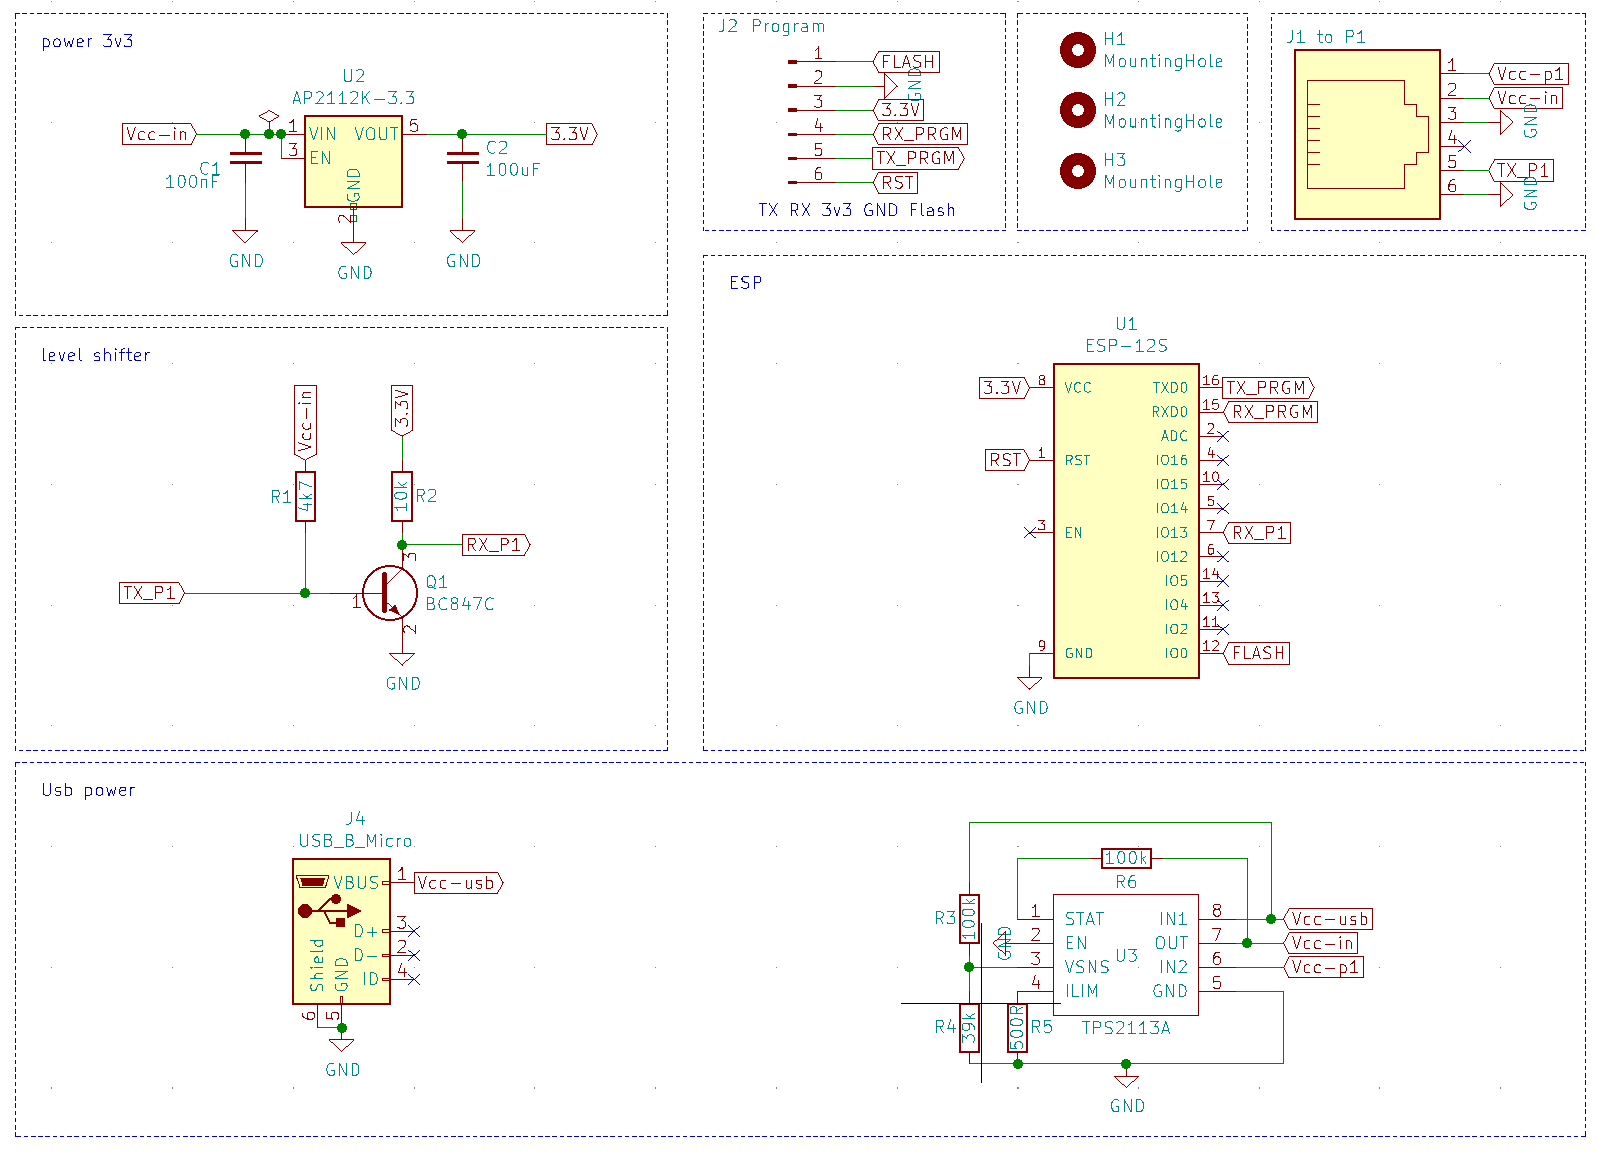 power 3v3
U2
AP2112K-3.3
Vcc-in
1
VIN
VOUT
5
3.3V
3
EN
GND
2
C1
100nF
C2
100uF
GND
GND
GND
J2 Program
1
FLASH
2
GND
3
3.3V
4
RX_PRGM
5
TX_PRGM
6
RST
TX RX 3v3 GND Flash
H1
MountingHole
H2
MountingHole
H3
MountingHole
J1 to P1
1
Vcc-p1
2
Vcc-in
3
GND
4
5
TX_P1
6
GND
level shifter
Vcc-in
3.3V
R1
4k7
10k
R2
RX_P1
3
TX_P1
1
Q1
BC847C
2
GND
ESP
U1
ESP-12S
3.3V
8
VCC
TXD0
16
TX_PRGM
RXD0
15
RX_PRGM
ADC
2
RST
1
RST
IO16
4
IO15
10
IO14
5
3
EN
IO13
7
RX_P1
IO12
6
IO5
14
IO4
13
IO2
11
9
GND
IO0
12
FLASH
GND
Usb power
J4
USB_B_Micro
VBUS
1
Vcc-usb
D+
3
D-
2
ID
4
Shield
GND
6
5
GND
100k
R6
R3
100k
1
STAT
IN1
8
Vcc-usb
GND
2
EN
OUT
7
Vcc-in
U3
3
VSNS
IN2
6
Vcc-p1
4
ILIM
GND
5
R4
39k
500R
R5
TPS2113A
GND